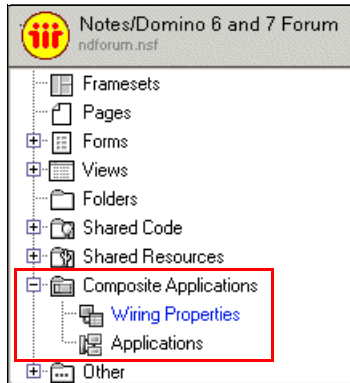 Notes/Domino 6 and 7 Forum
ndforum.nsf
Framesets
Pages
Forms
Views
Folders
Shared Code
Shared Resources
Composite Applications
Wiring Properties
Applications
Other